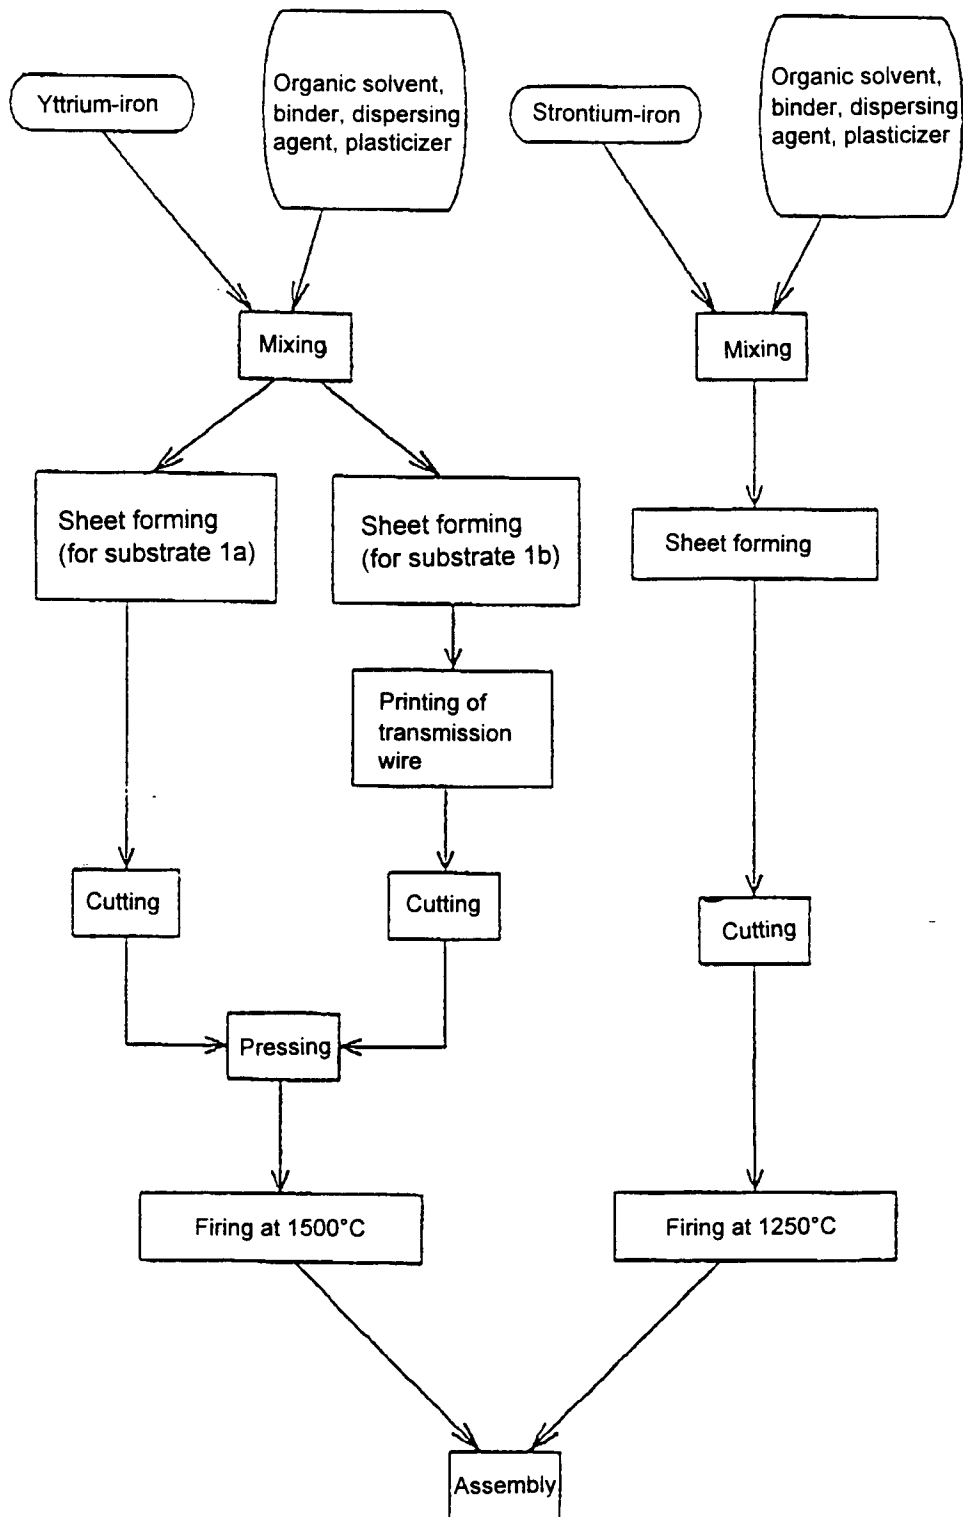 Yttrium-iron
Organic solvent,
binder, dispersing
agent, plasticizer
Strontium-iron
Organic solvent,
binder, dispersing
agent, plasticizer
Mixing
Mixing
Sheet forming
(for substrate 1a)
Sheet forming
(for substrate 1b)
Sheet forming
Printing of
transmission
wire
Cutting
Cutting
Cutting
Pressing
Firing at 1500°C
Firing at 1250°C
Assembly